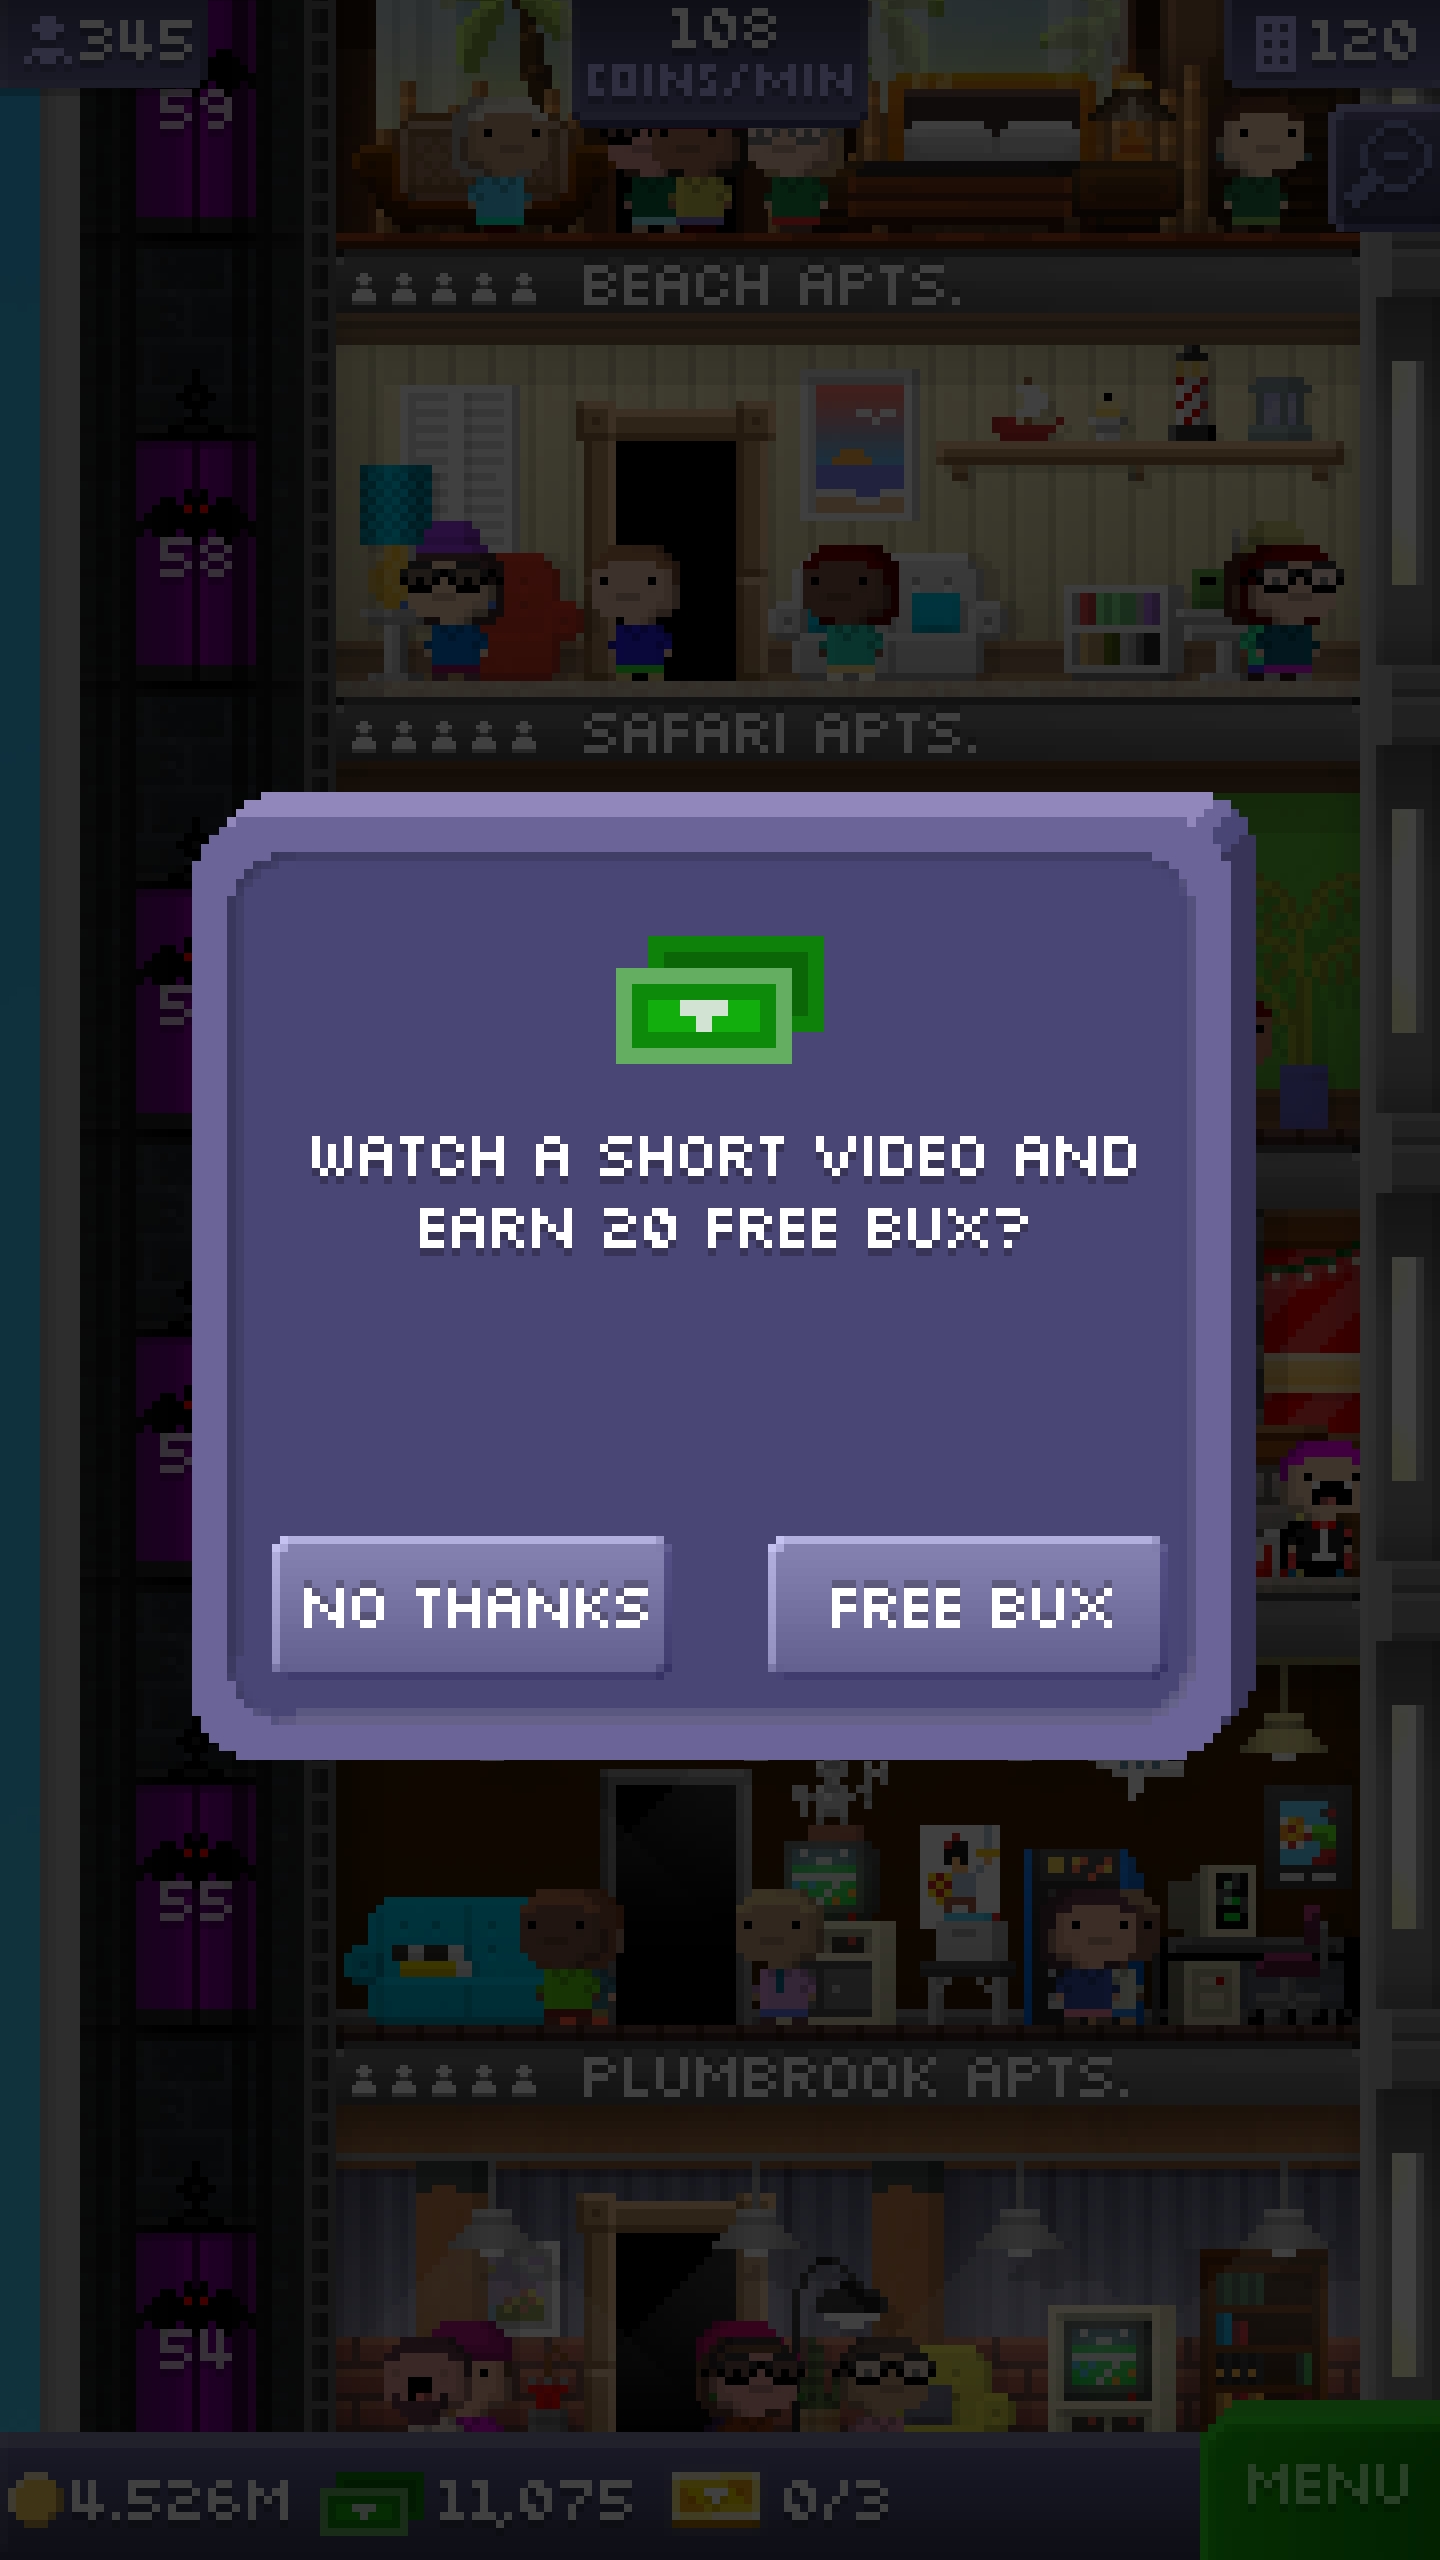 345
108
COINS/MIN
120
59
BEACH APTS.
58
SAFARI APTS.
WATCH A SHORT VIDEO AND
EARN 20 FREE BUX?
NO THANKS
FREE BUX
55
PLUMBROOK APTS.
54
4.526M
11,075
0/3
MENU